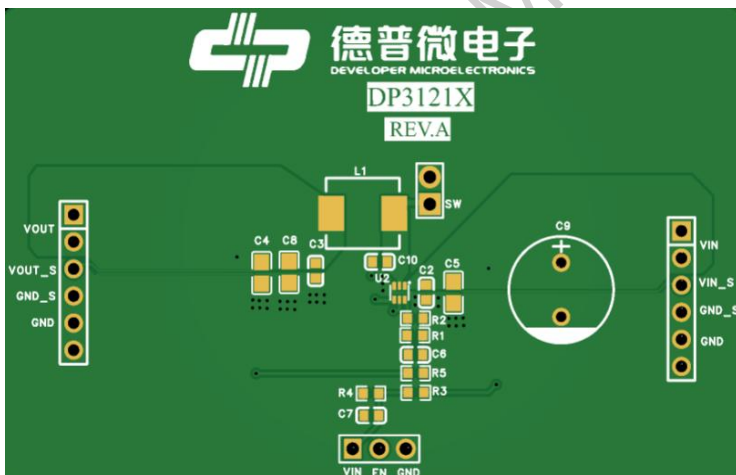 德普微电子
DEVELOPER MICROELECTRONICS
DP3121X
REV.A
L1
SW
C9
VOUT
VIN
C4
C8
C3
C10
U2
C2
C5
VOUT_S
VIN_S
GND_S
GND_S
R2
GND
R1
GND
C6
R5
R4
R3
C7
VIN EN GND